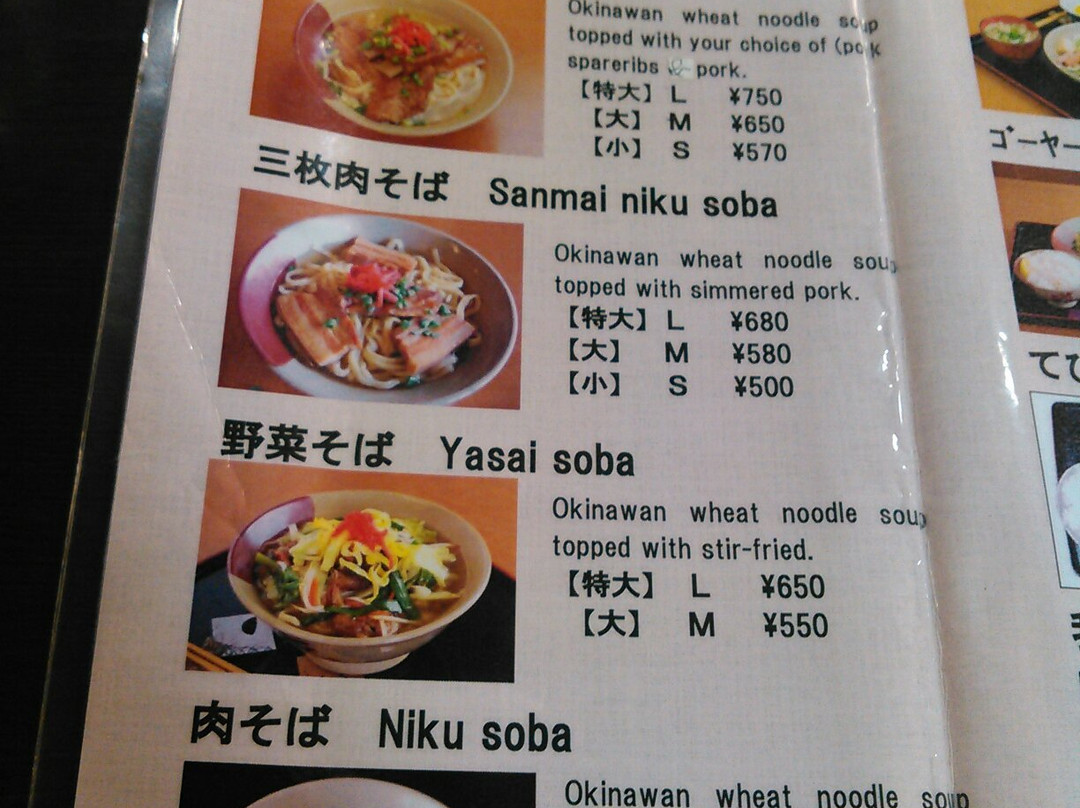 Okinawan wheat noodle soup
topped with your choice of (pork
spareribs pork.
【特大】 L ¥750
【大】 M ¥650
【小】 S ¥570
三枚肉そば Sanmai niku soba
Okinawan wheat noodle soup
topped with simmered pork.
【特大】 L ¥680
【大】 M ¥580
【小】 S ¥500
野菜そば Yasai soba
Okinawan wheat noodle soup
topped with stir-fried.
【特大】 L ¥650
【大】 M ¥550
肉そば Niku soba
Okinawan wheat noodle soup
ゴーヤー
てび